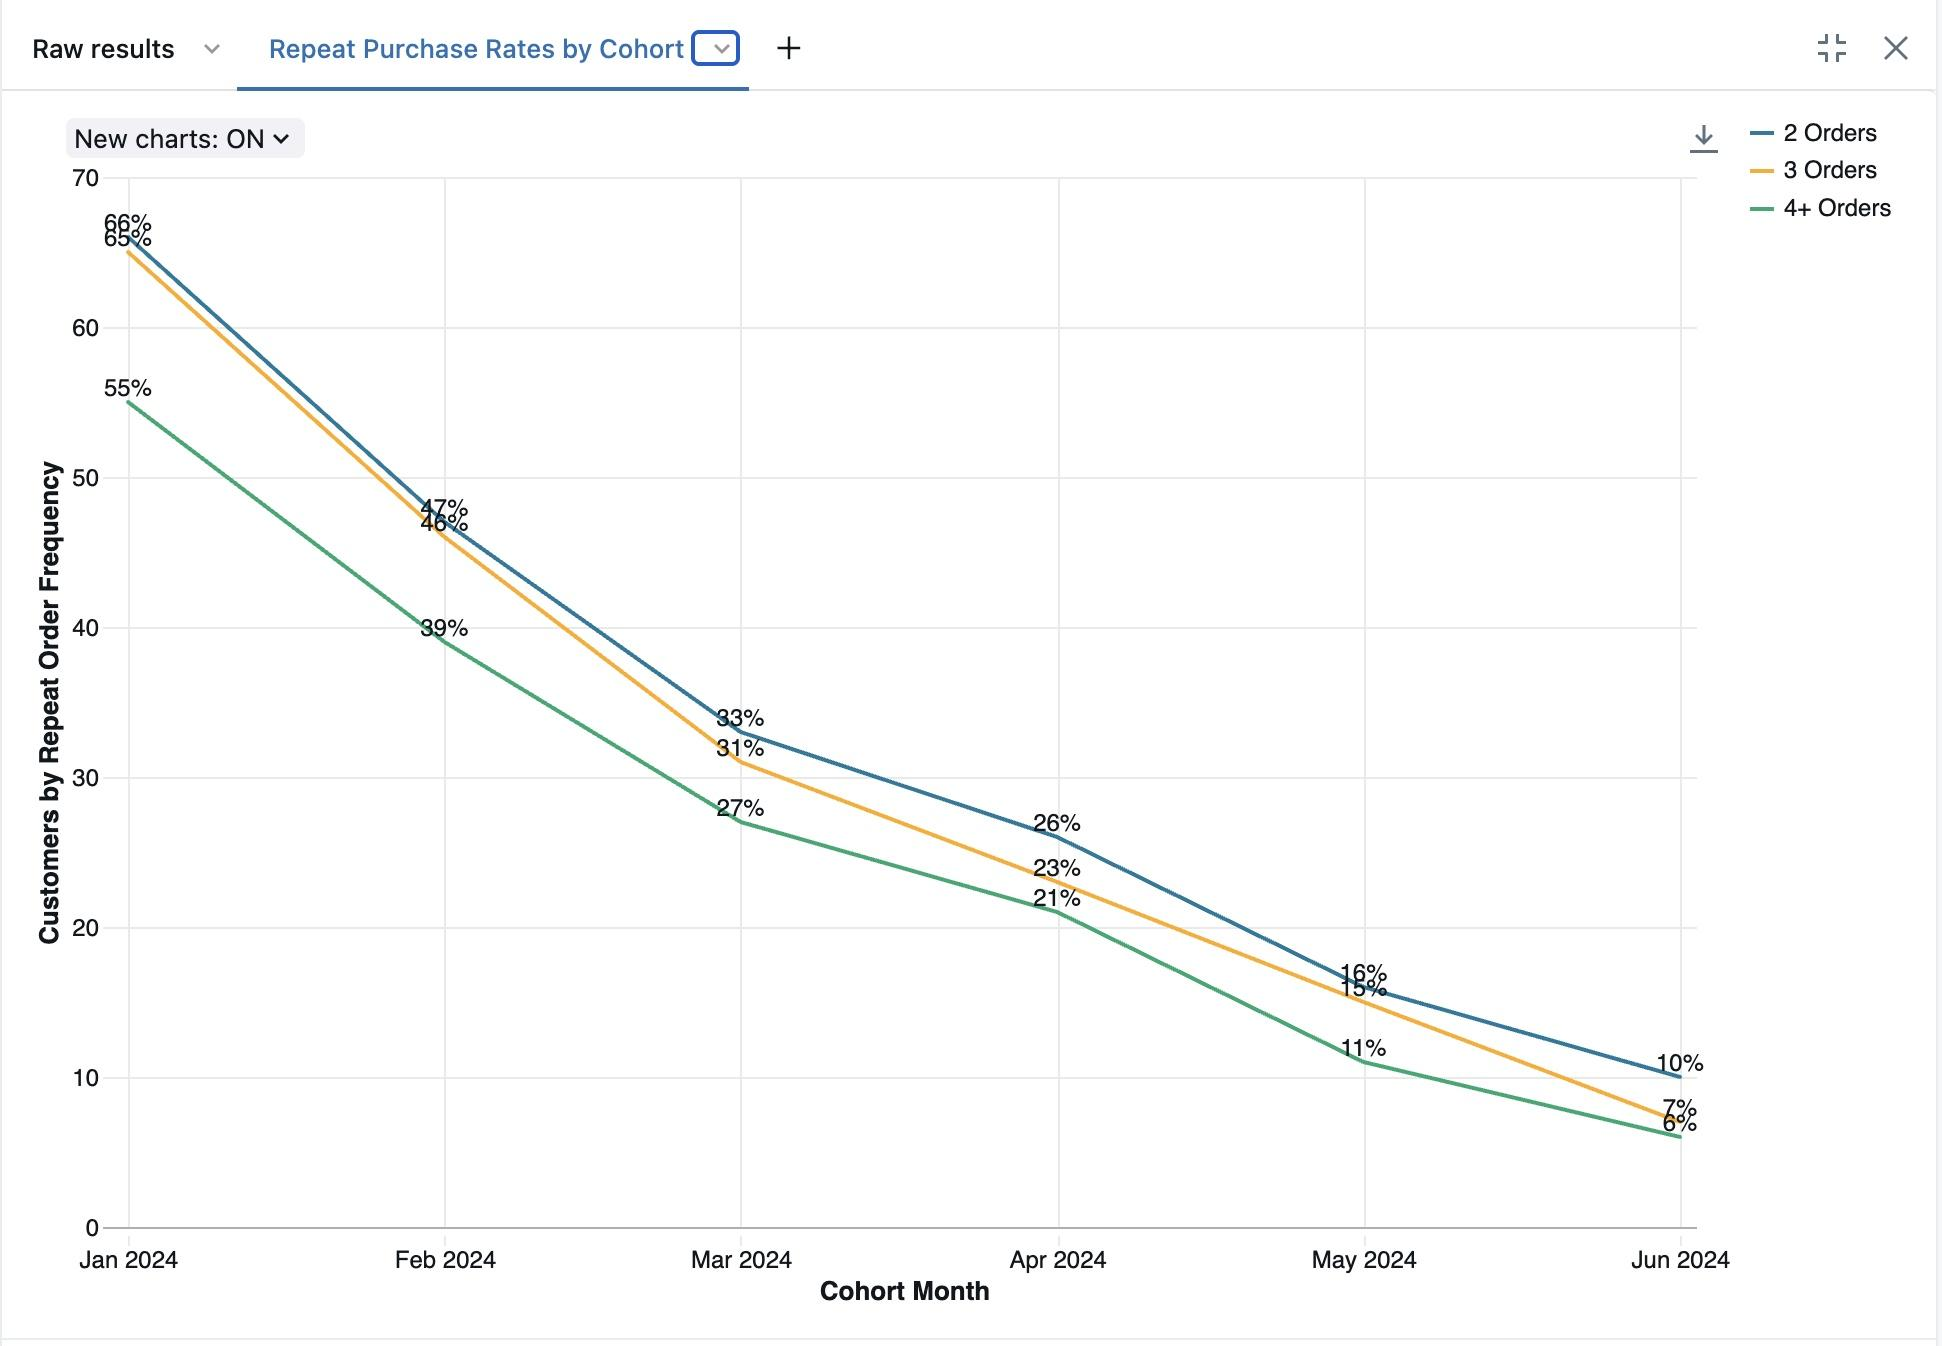 Raw results
Repeat Purchase Rates by Cohort
New charts: ON
2 Orders
3 Orders
4+ Orders
Customers by Repeat Order Frequency
70
60
50
40
30
20
10
0
66%
65%
55%
47%
46%
39%
33%
31%
27%
26%
23%
21%
16%
15%
11%
10%
7%
6%
Jan 2024 Feb 2024 Mar 2024 Apr 2024 May 2024 Jun 2024
Cohort Month